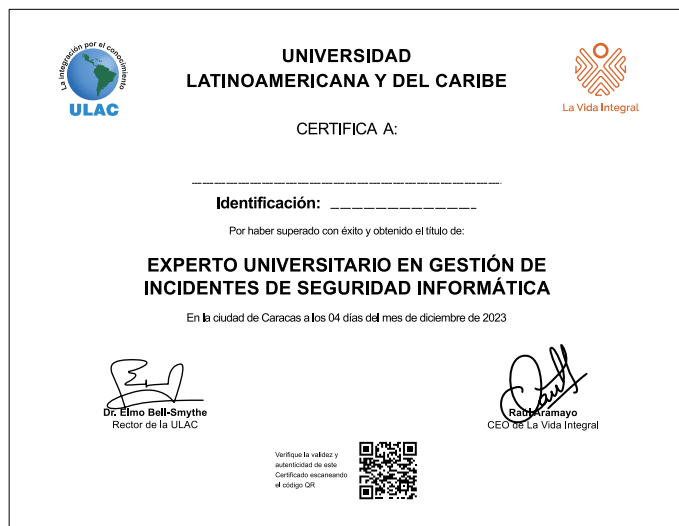 La integración por el conocimiento
ULAC
UNIVERSIDAD
LATINOAMERICANA Y DEL CARIBE
La Vida Integral
CERTIFICA A:
Identificación:
Por haber superado con éxito y obtenido el título de:
EXPERTO UNIVERSITARIO EN GESTIÓN DE
INCIDENTES DE SEGURIDAD INFORMÁTICA
En la ciudad de Caracas a los 04 días del mes de diciembre de 2023
Dr. Elmo Bell-Smythe
Rector de la ULAC
Raúl Aramayo
CEO de La Vida Integral
Verifique la validez y
autenticidad de este
Certificado escaneando
el código QR